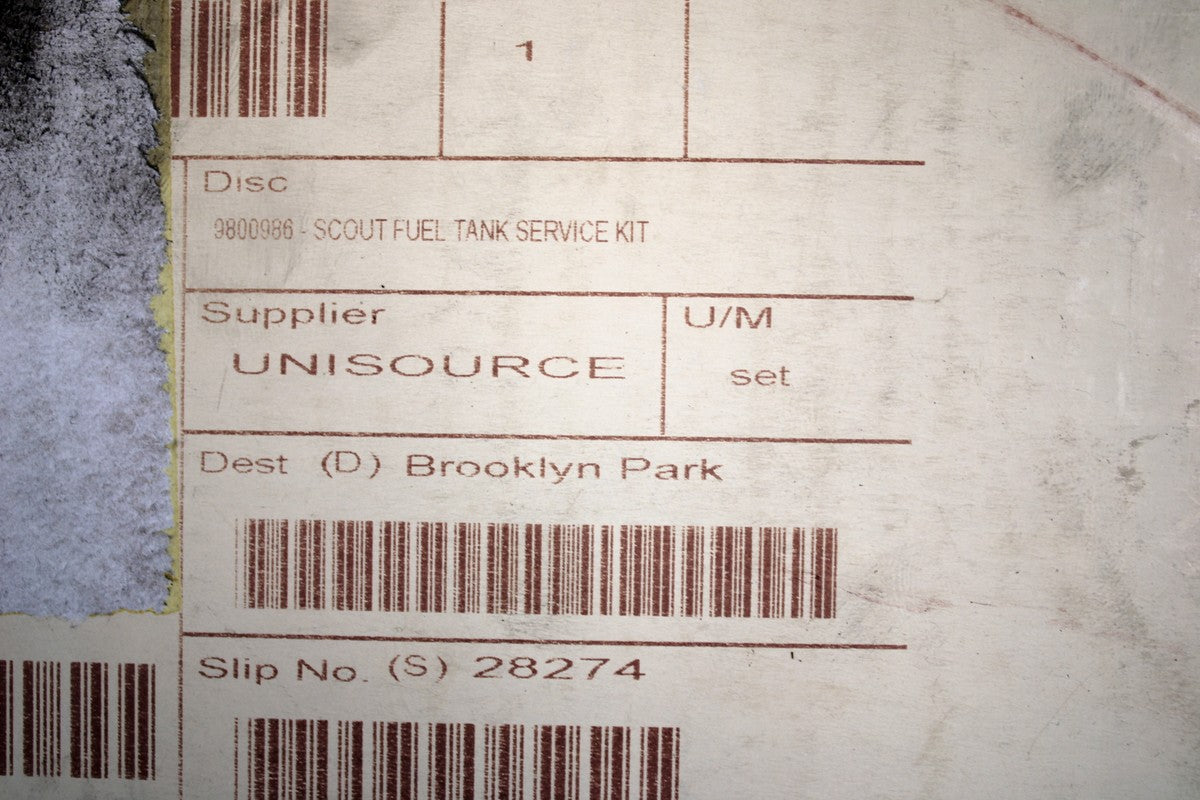 1
Disc
9800986 - SCOUT FUEL TANK SERVICE KIT
Supplier
UNISOURCE
U/M
set
Dest (D) Brooklyn Park
Slip No. (S) 28274